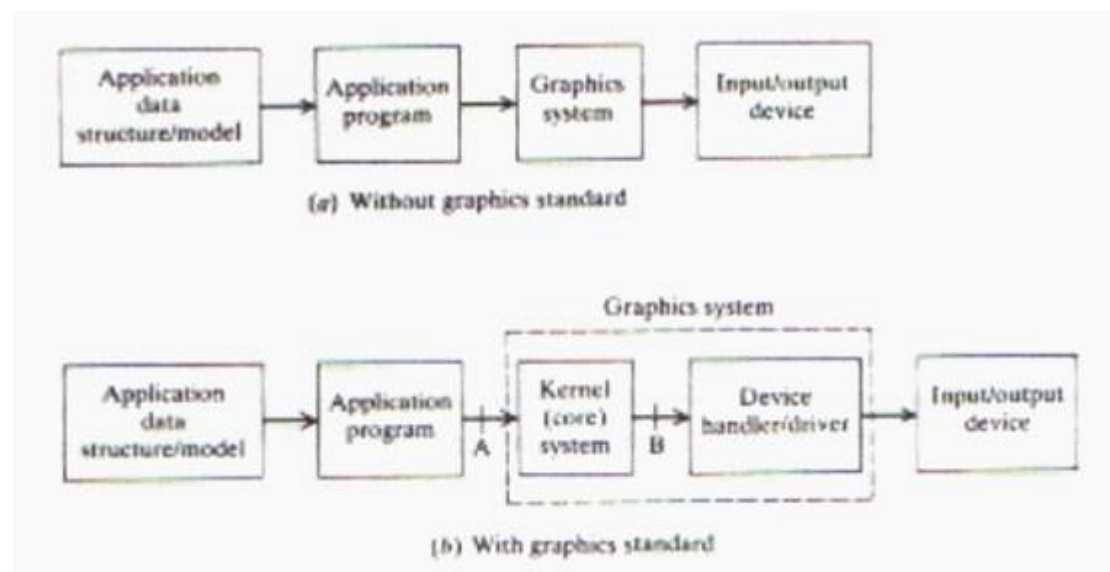 Application
data
structure/model
Application
program
Graphics
system
Input/output
device
(a) Without graphics standard
Graphics system
Application
data
structure/model
Application
program
A
Kernel
(core)
system
B
Device
handler/driver
Input/output
device
(b) With graphics standard